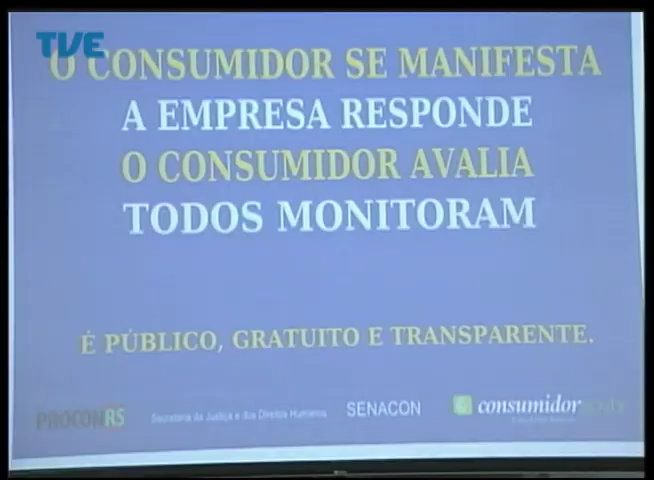 TVE
O CONSUMIDOR SE MANIFESTA
A EMPRESA RESPONDE
O CONSUMIDOR AVALIA
TODOS MONITORAM
É PÚBLICO, GRATUITO E TRANSPARENTE.
PROCON RS
Secretaria da Justiça e dos Direitos Humanos
SENACON
consumidor